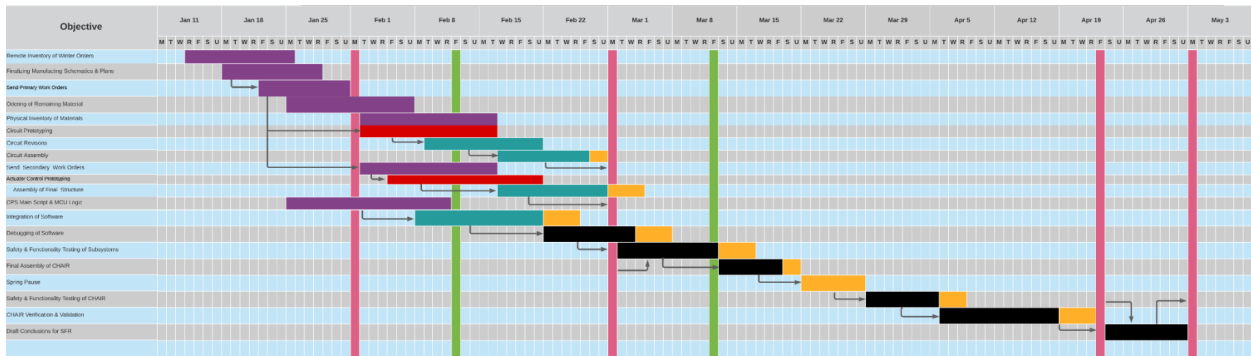 Objective
Jan 11 Jan 18 Jan 25 Feb 1 Feb 8 Feb 15 Feb 22 Mar 1 Mar 8 Mar 15 Mar 22 Mar 29 Apr 5 Apr 12 Apr 19 Apr 26 May 3
M T W R F S U M T W R F S U M T W R F S U M T W R F S U M T W R F S U M T W R F S U M T W R F S U M T W R F S U M T W R F S U M T W R F S U M T W R F S U M T W R F S U M T W R F S U M T W R F S U M T W R F S U M T W R F S U M T W R F S U
Remote Inventory of Winter Orders
Finalizing Manufacing Schematics & Plans
Send Primary Work Orders
Odering of Remaining Material
Physical Inventory of Materials
Circuit Prototyping
Circuit Revisions
Circuit Assembly
Send Secondary Work Orders
Actuator Control Prototyping
Assembly of Final Structure
OPS Main Script & MCU Logic
Integration of Software
Debugging of Software
Safety & Functionality Testing of Subsystems
Final Assembly of CHAIR
Spring Pause
Safety & Functionality Testing of CHAIR
CHAIR Verification & Validation
Draft Conclusions for SFR